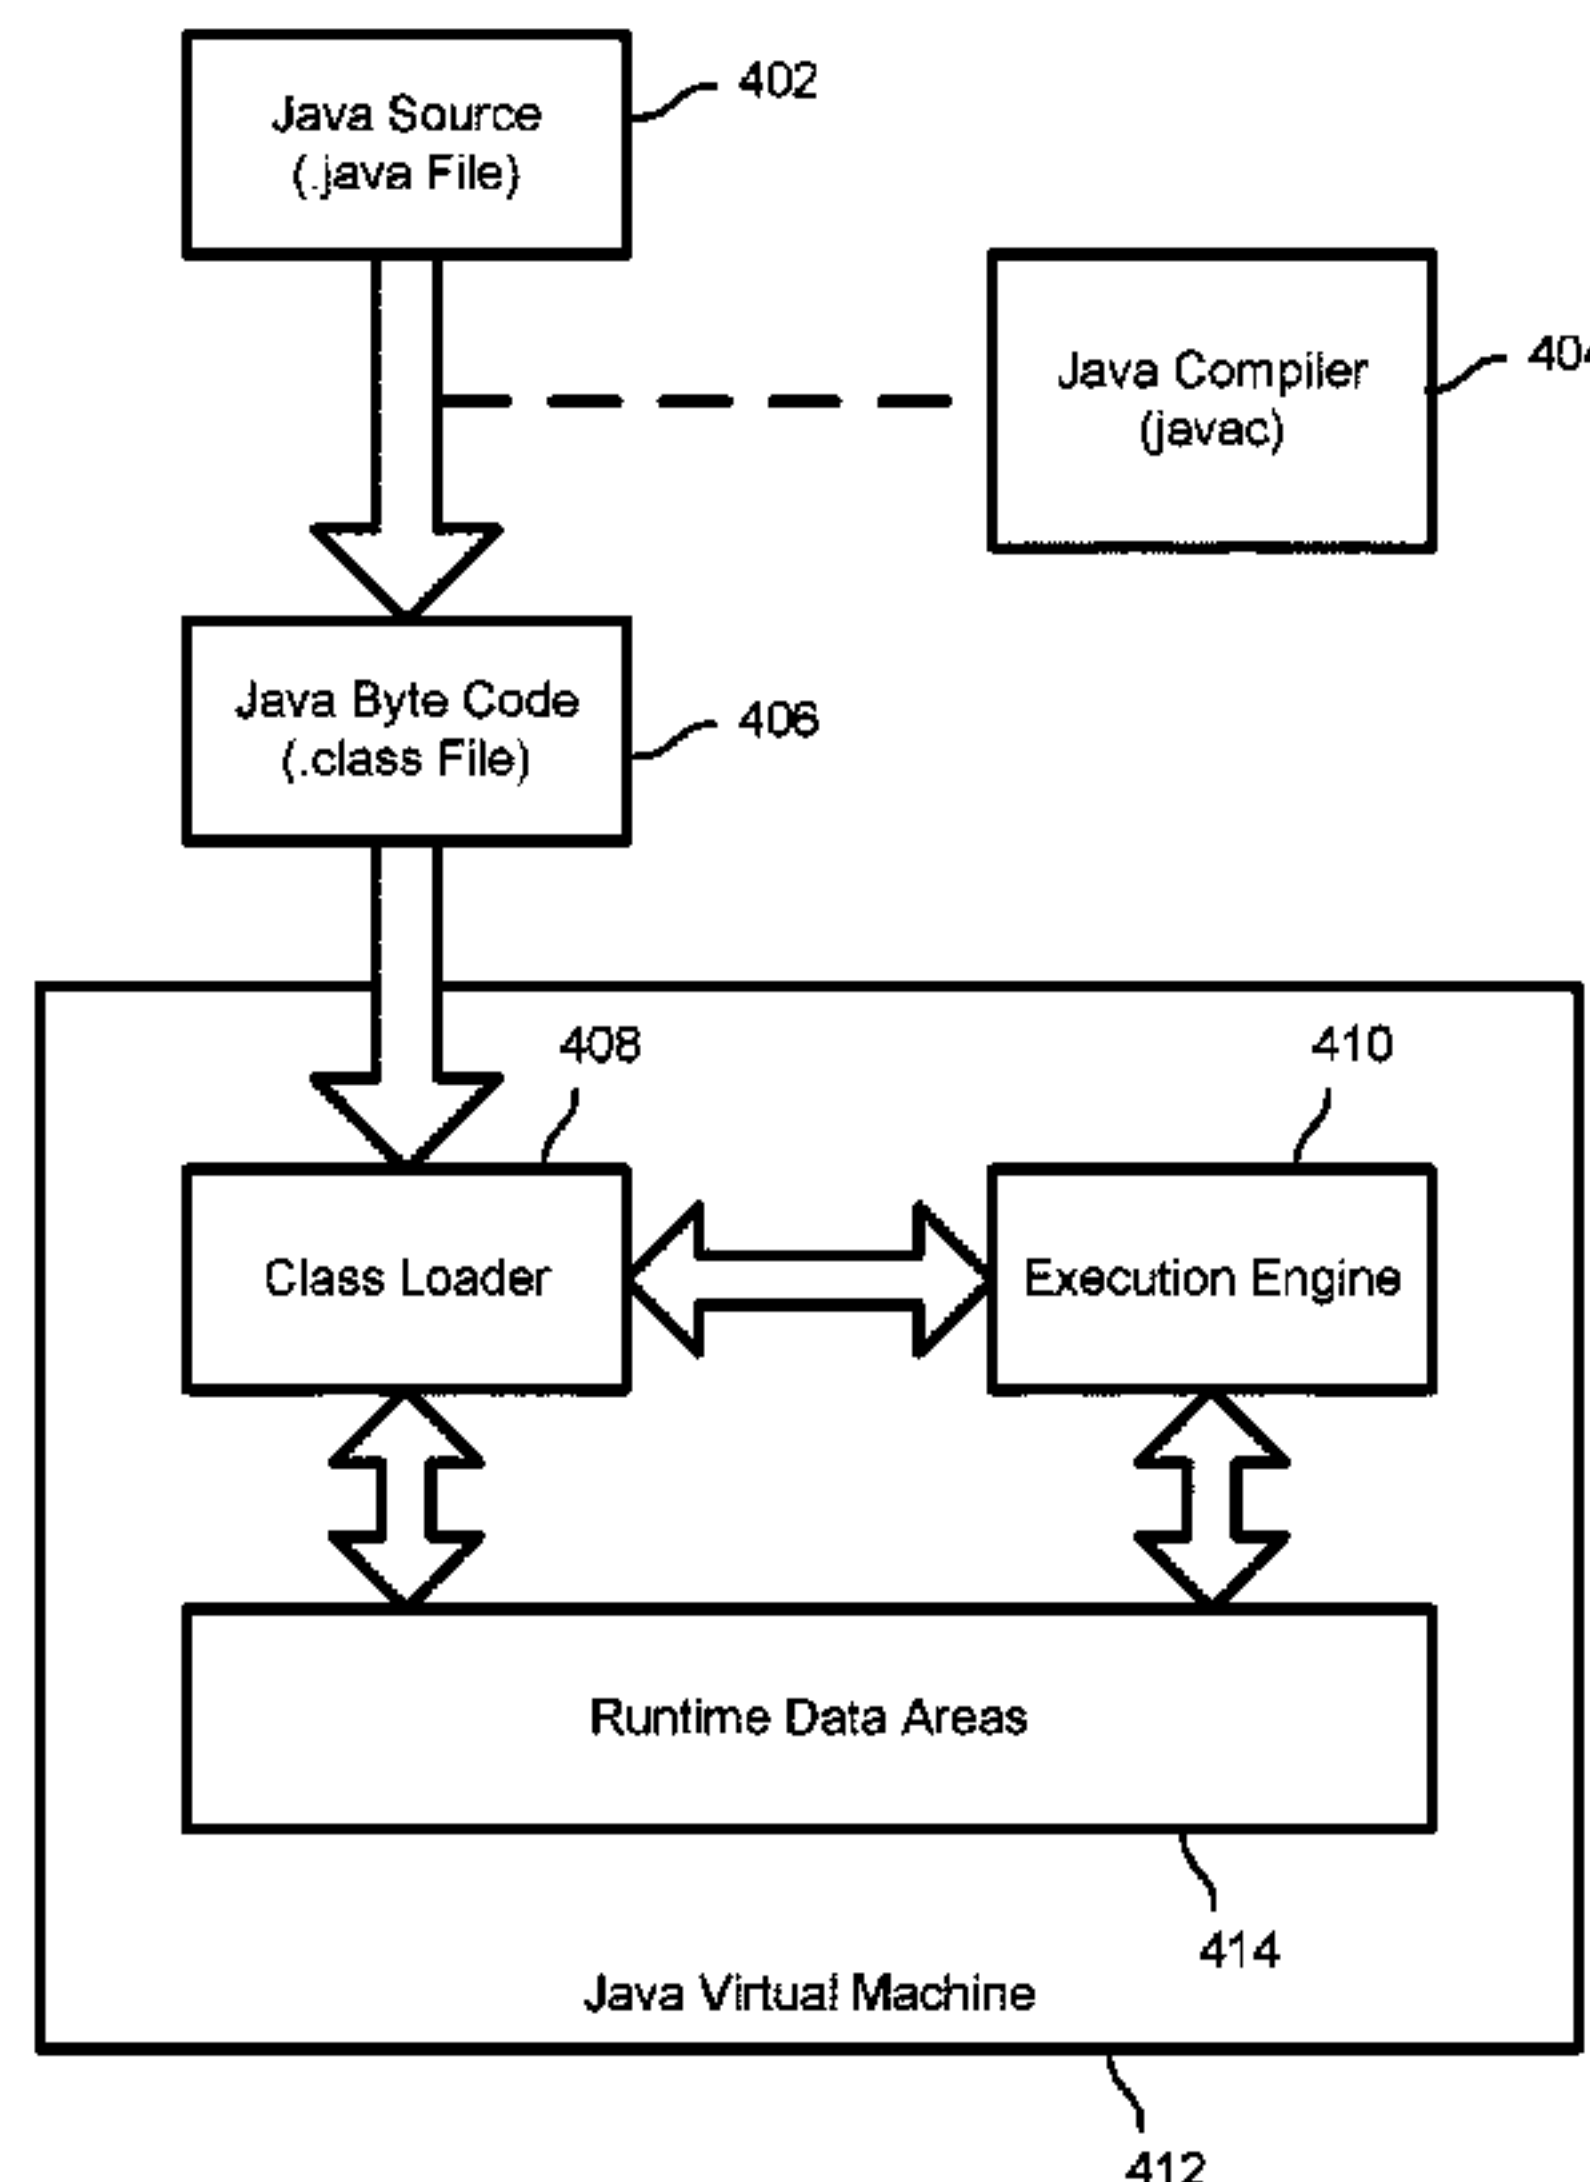 402
Java Source
(.java File)
404
Java Compiler
(javac)
Java Byte Code
(.class File)
406
408
410
Class Loader
Execution Engine
Runtime Data Areas
414
Java Virtual Machine
412